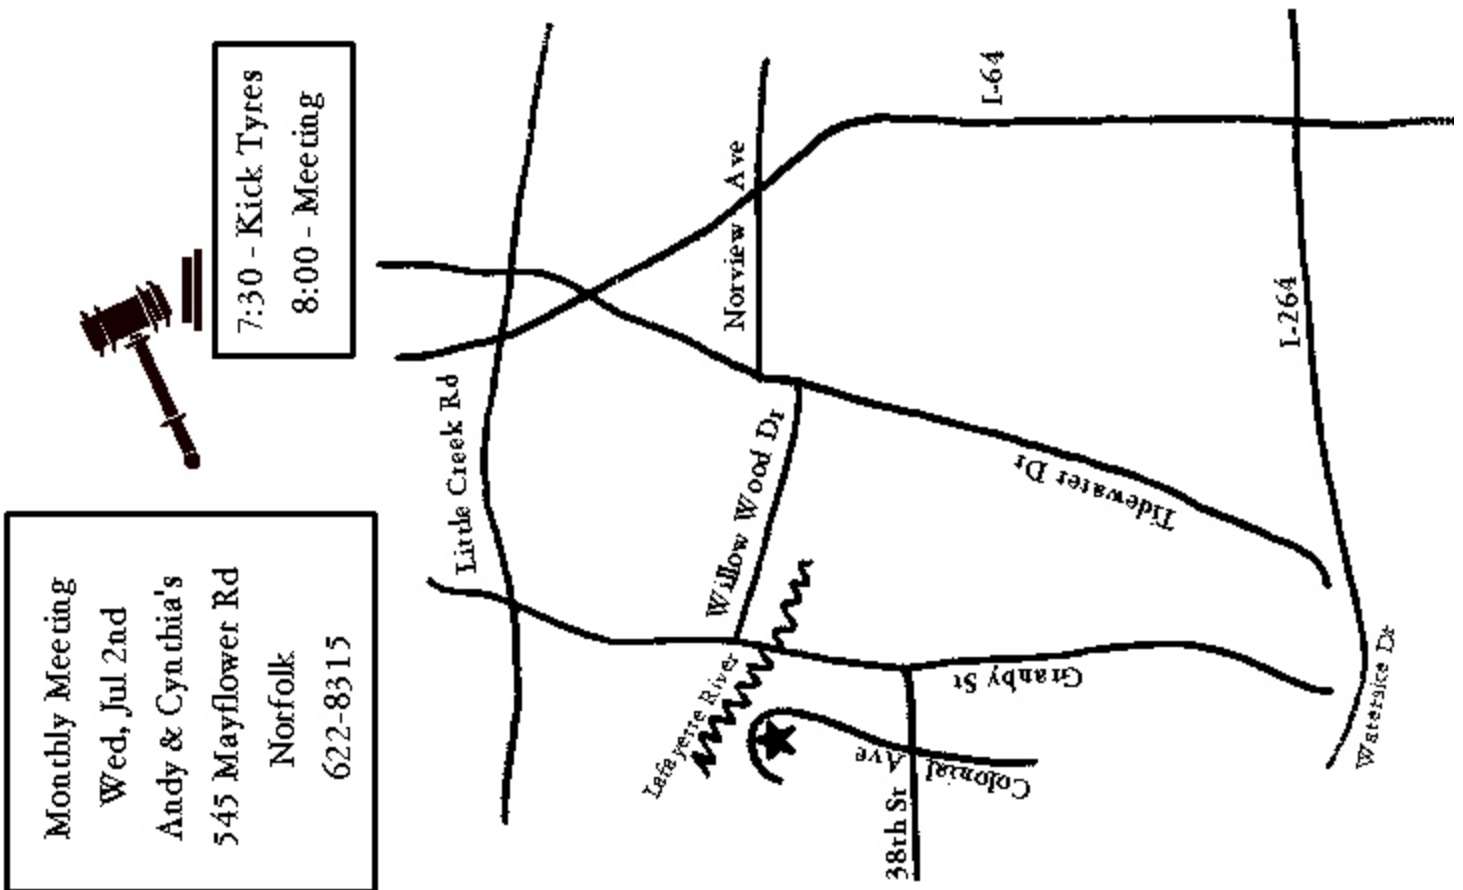 Monthly Meeting
Wed, Jul 2nd
Andy & Cynthia's
545 Mayflower Rd
Norfolk
622-8315
7:30 - Kick Tyres
8:00 - Meeting
Little Creek Rd
Norview Ave
I-64
I-264
Willow Wood Dr
Tidewater Dr
Lafayette River
Granby St
Colonial Ave
38th St
Waterside Dr